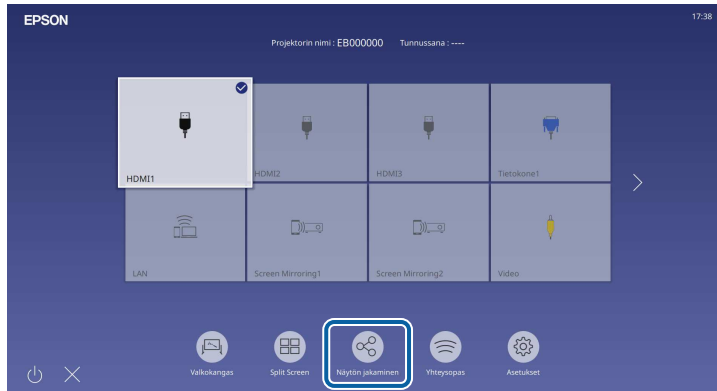 EPSON
17:38
Projektorin nimi : EB000000 Tunnussana : ----
HDMI1
HDMI2
HDMI3
Tietokone1
LAN
Screen Mirroring1
Screen Mirroring2
Video
Valkokangas
Split Screen
Näytön jakaminen
Yhteysopas
Asetukset